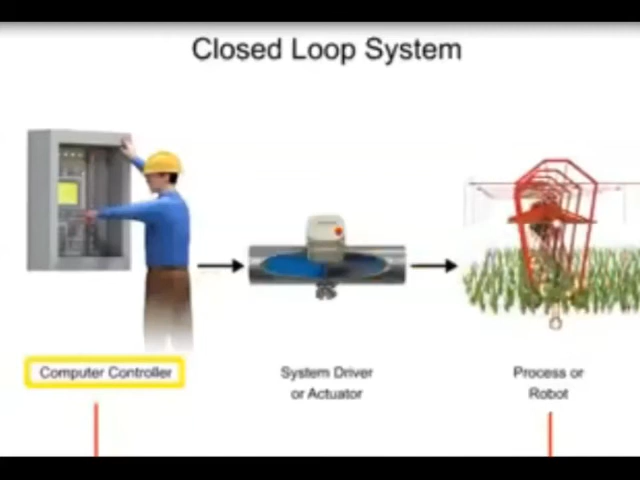 Closed Loop System
Computer Controller
System Driver
or Actuator
Process or
Robot